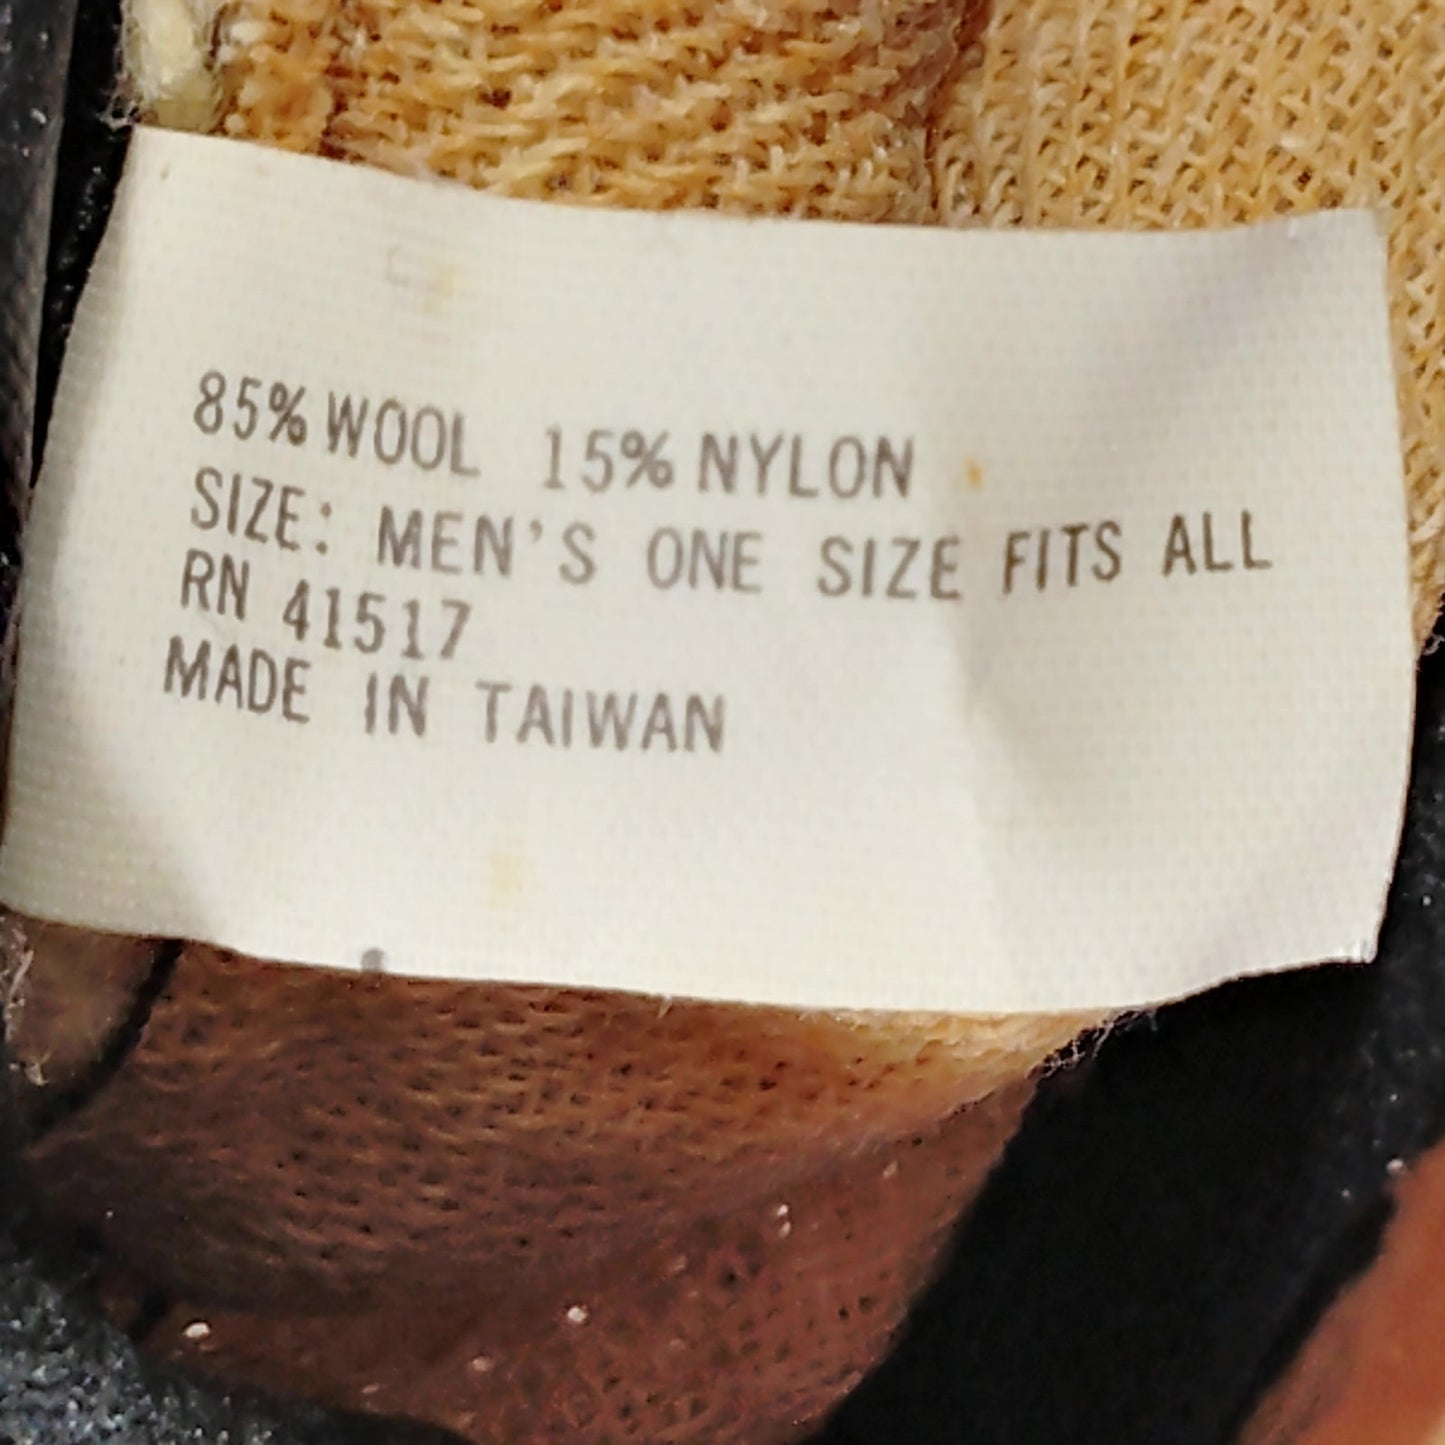 85% WOOL 15% NYLON
SIZE: MEN'S ONE SIZE FITS ALL
RN 41517
MADE IN TAIWAN